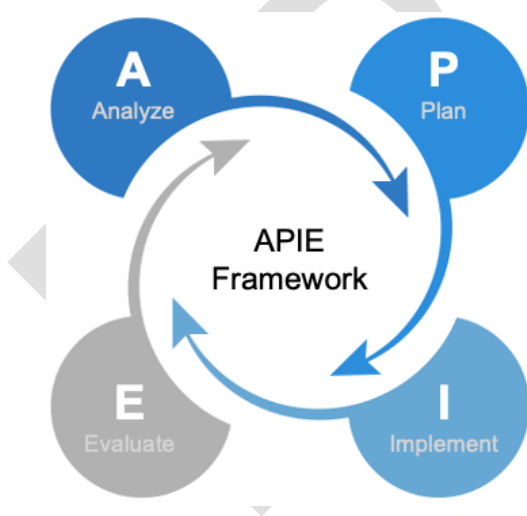 A
Analyze
P
Plan
APIE
Framework
E
Evaluate
I
Implement